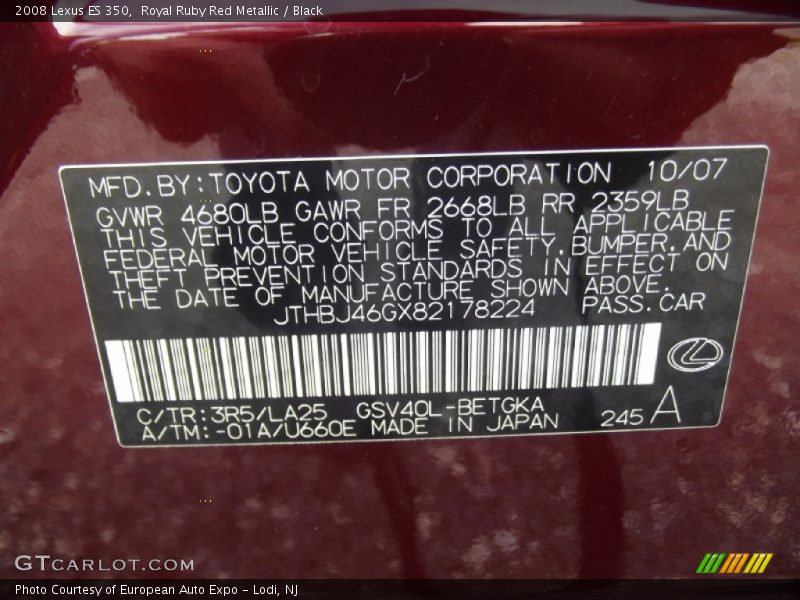 2008 Lexus ES 350,  Royal Ruby Red Metallic / Black
MFD. BY: TOYOTA MOTOR CORPORATION 10/07
GVWR 4680LB GAWR FR 2668LB RR 2359LB
THIS VEHICLE CONFORMS TO ALL APPLICABLE
FEDERAL MOTOR VEHICLE SAFETY, BUMPER, AND
THEFT PREVENTION STANDARDS IN EFFECT ON
THE DATE OF MANUFACTURE SHOWN ABOVE.
JTHBJ46GX82178224 PASS. CAR
C/TR: 3R5/LA25 GSV40L-BETGKA
A/TM: -01A/U660E MADE IN JAPAN 245 A
GTCARLOT.COM
Photo Courtesy of European Auto Expo - Lodi, NJ